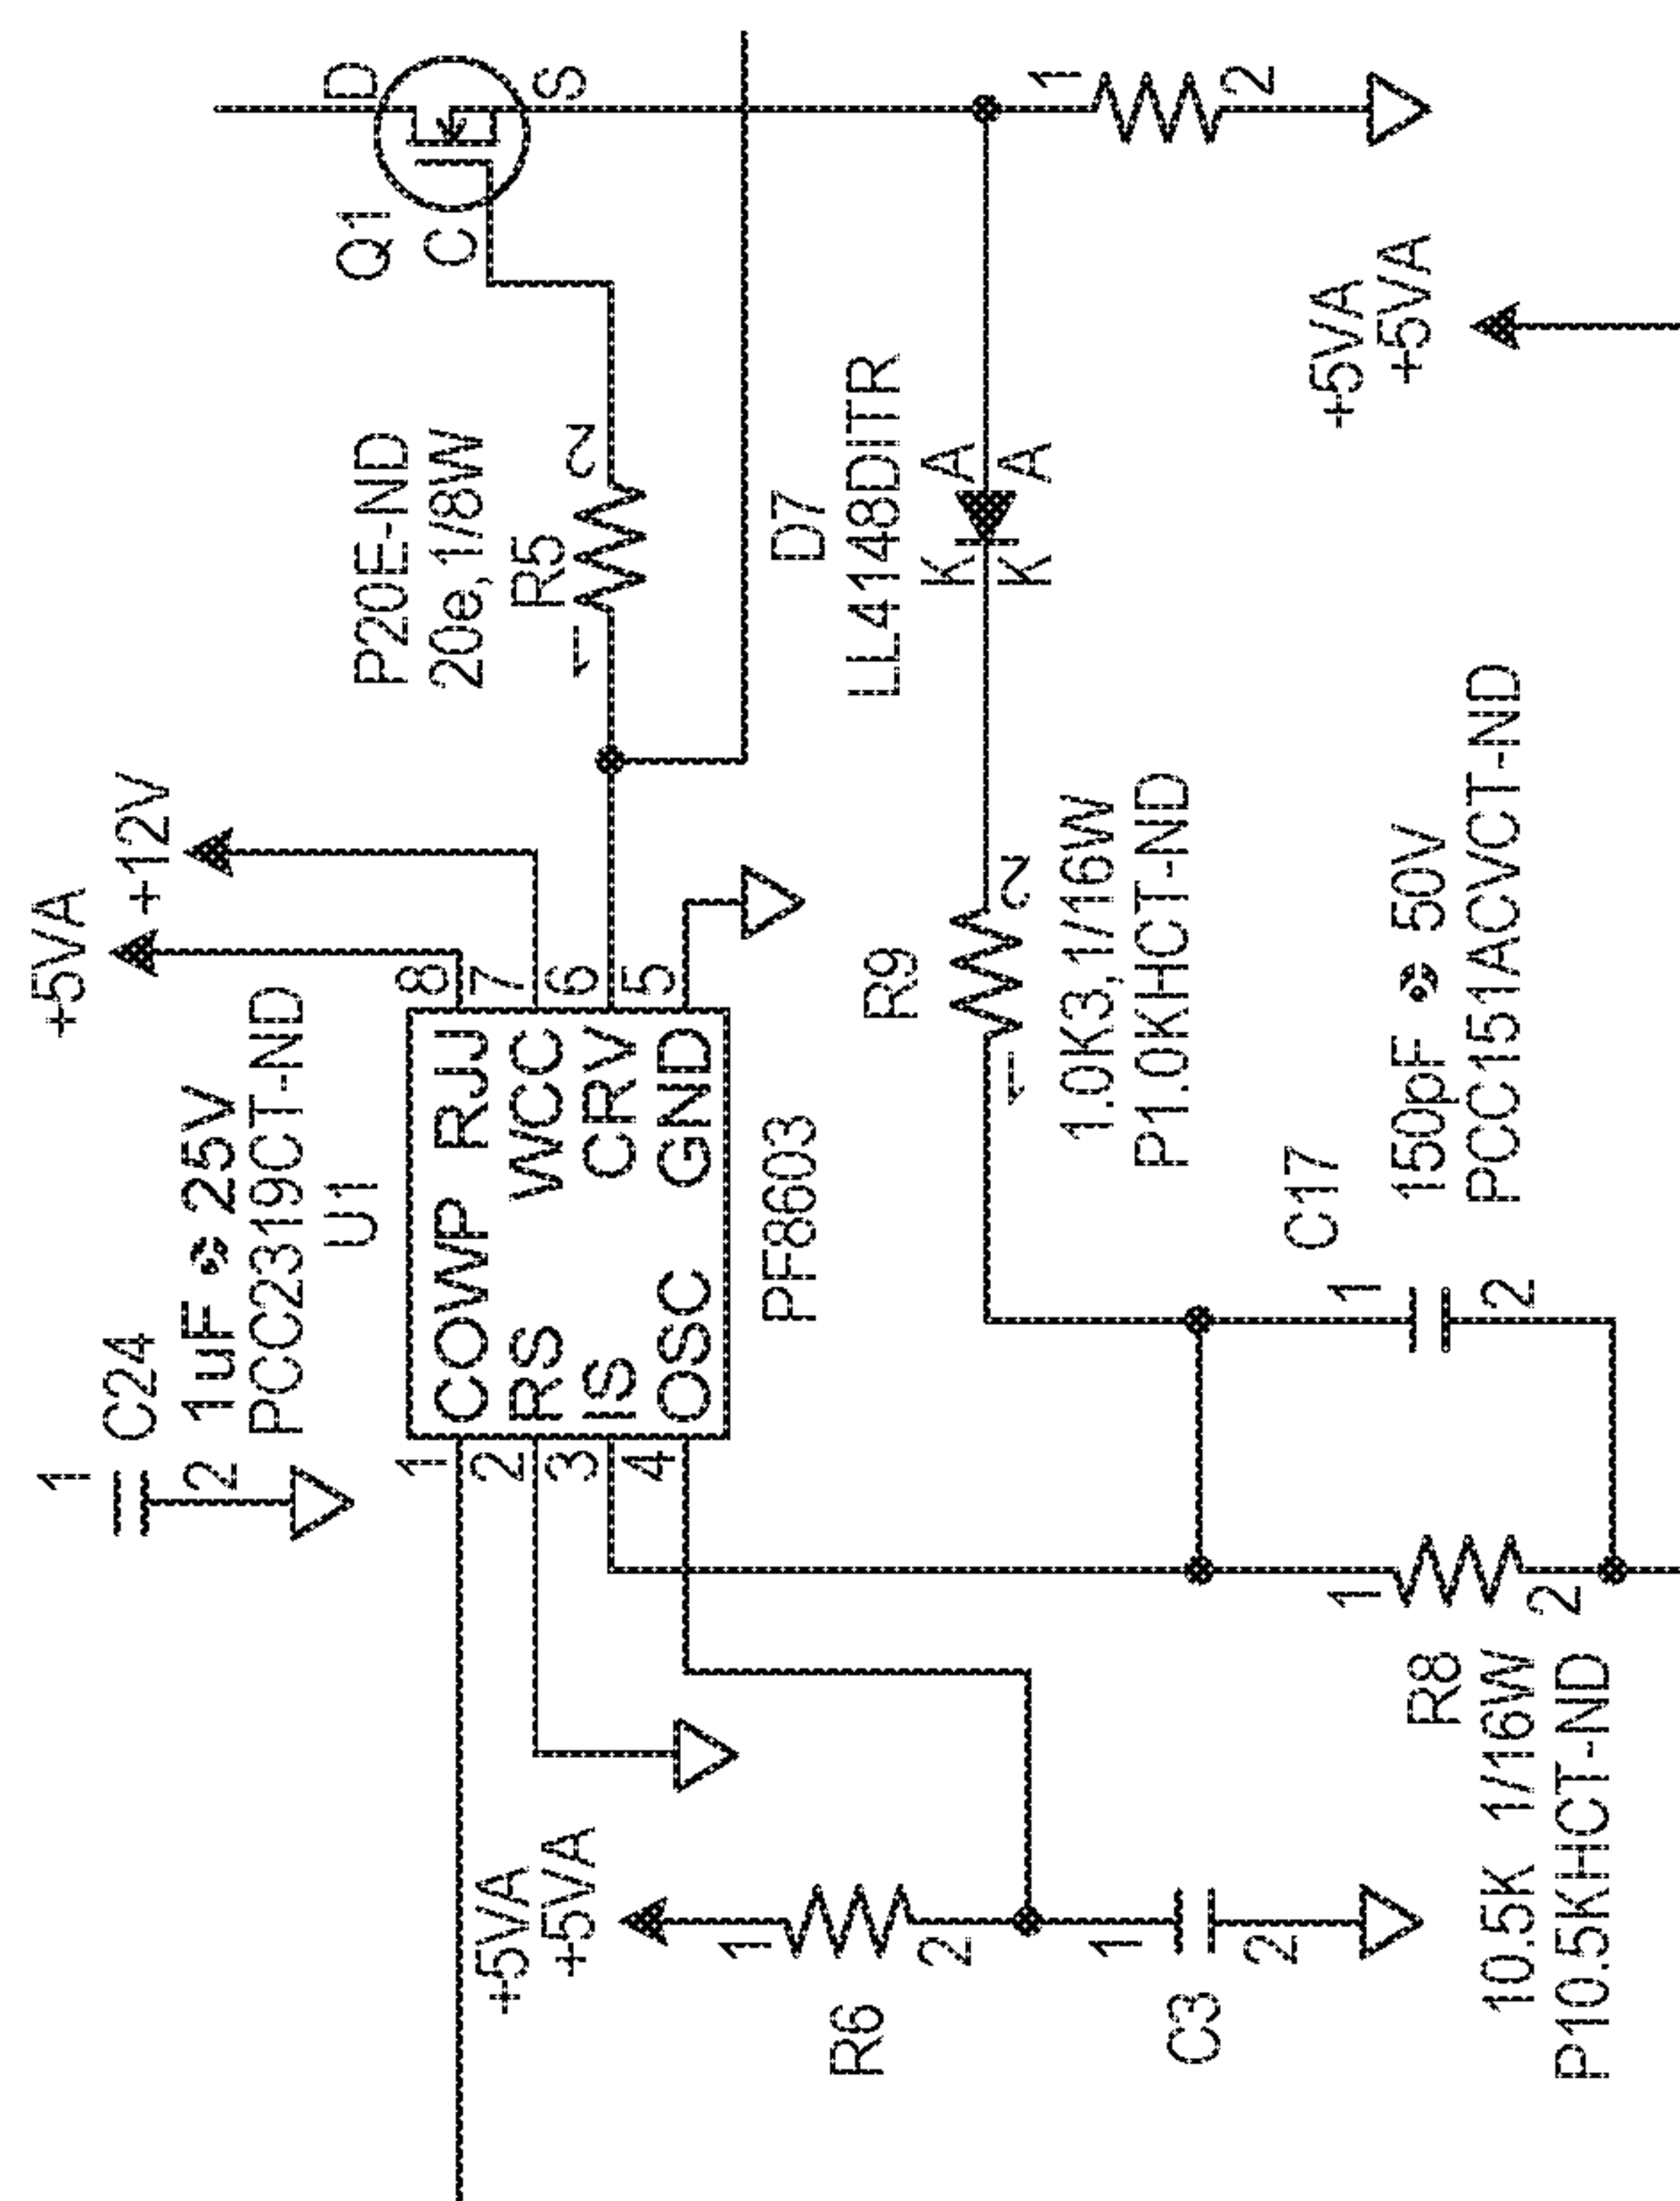 D
S
Q1
C
1
2
P20E-ND
20e,1/8W
R5
1
2
+5VA
+12V
D7
LL4148DITR
K A
K A
+5VA
+5VA
C24
1uF @ 25V
PCC2319CT-ND
U1
1
2
8
7
6
5
COWP RJJ
RS WCC
IS CRV
OSC GND
1
2
3
4
PF8603
R9
1
2
1.0K3,1/16W
P1.0KHCT-ND
C17
150pF @ 50V
PCC151ACVCT-ND
1
2
1
2
R8
10.5K 1/16W
P10.5KHCT-ND
+5VA
+5VA
1
2
R6
1
2
C3